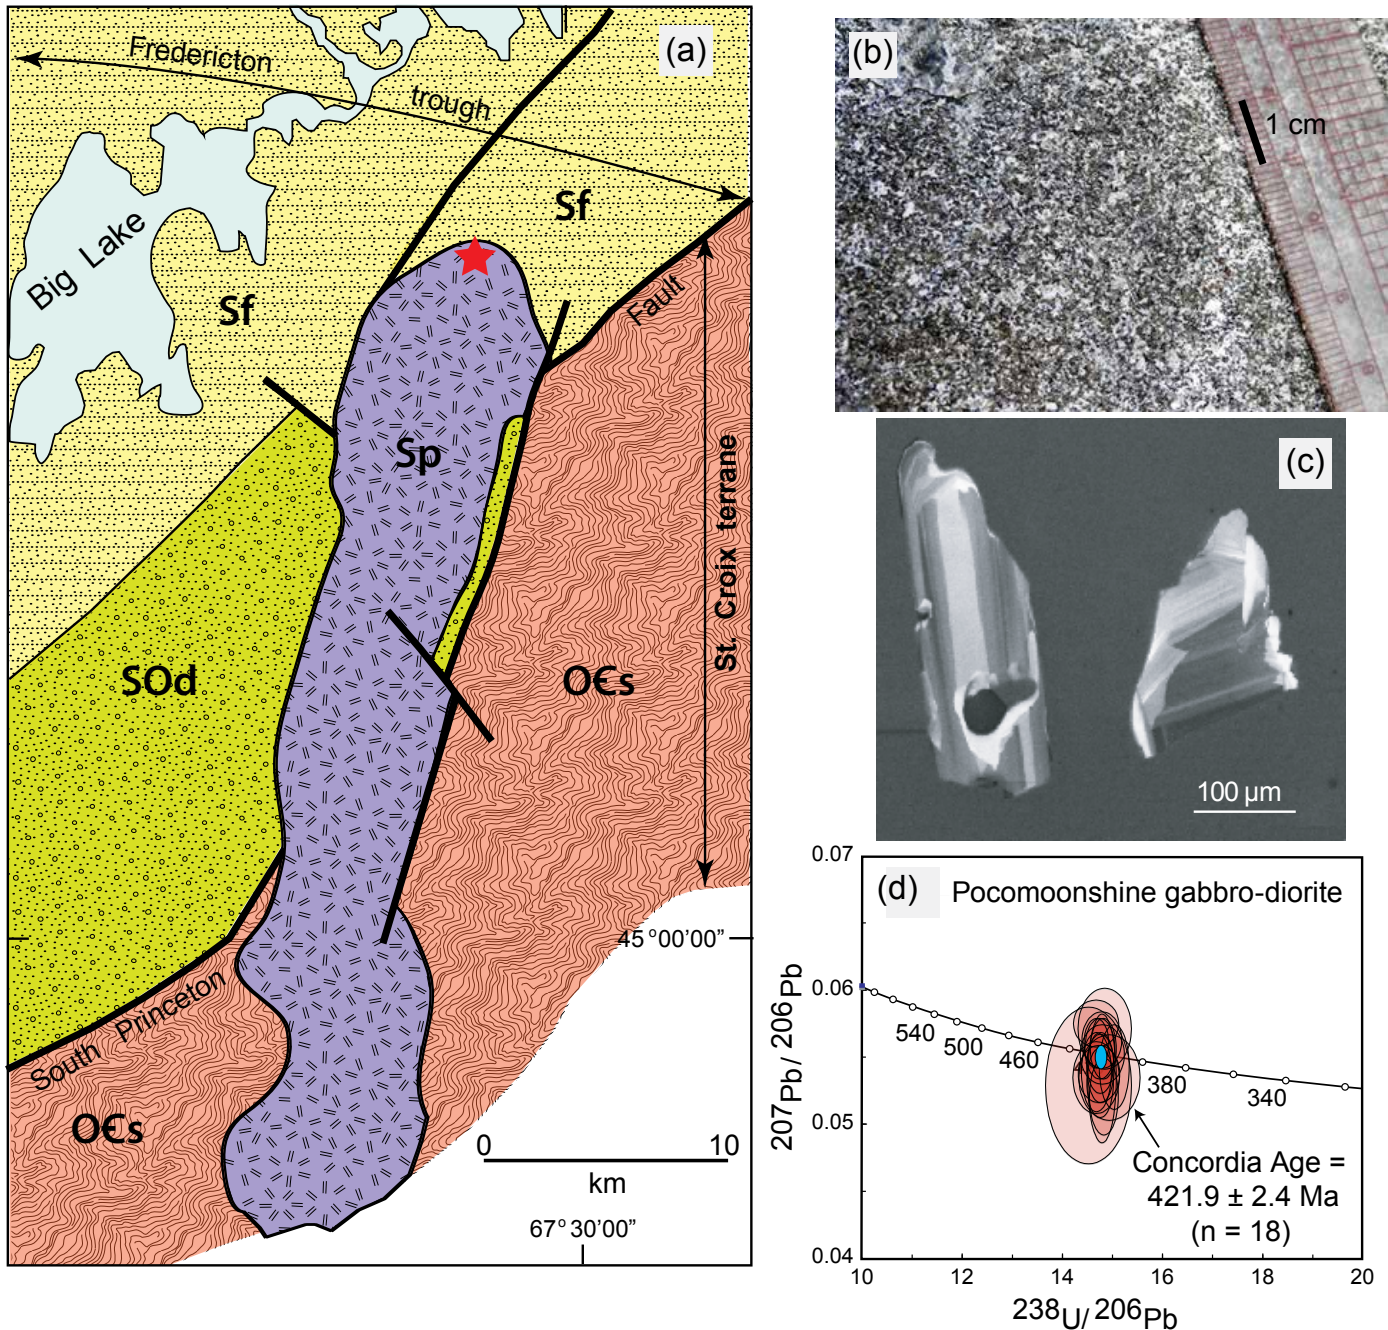 (a)
Fredericton
trough
Big Lake
Sf
Sf
Fault
Sp
St. Croix terrane
SOd
OЄs
45°00'00”
South Princeton
OЄs
0 10
km
67°30'00”
(b)
1 cm
(c)
100 µm
(d) Pocomoonshine gabbro-diorite
0.07
0.06
0.05
0.04
207Pb/ 206Pb
540
500
460
380
340
Concordia Age =
421.9 ± 2.4 Ma
(n = 18)
10 12 14 16 18 20
238U/ 206Pb